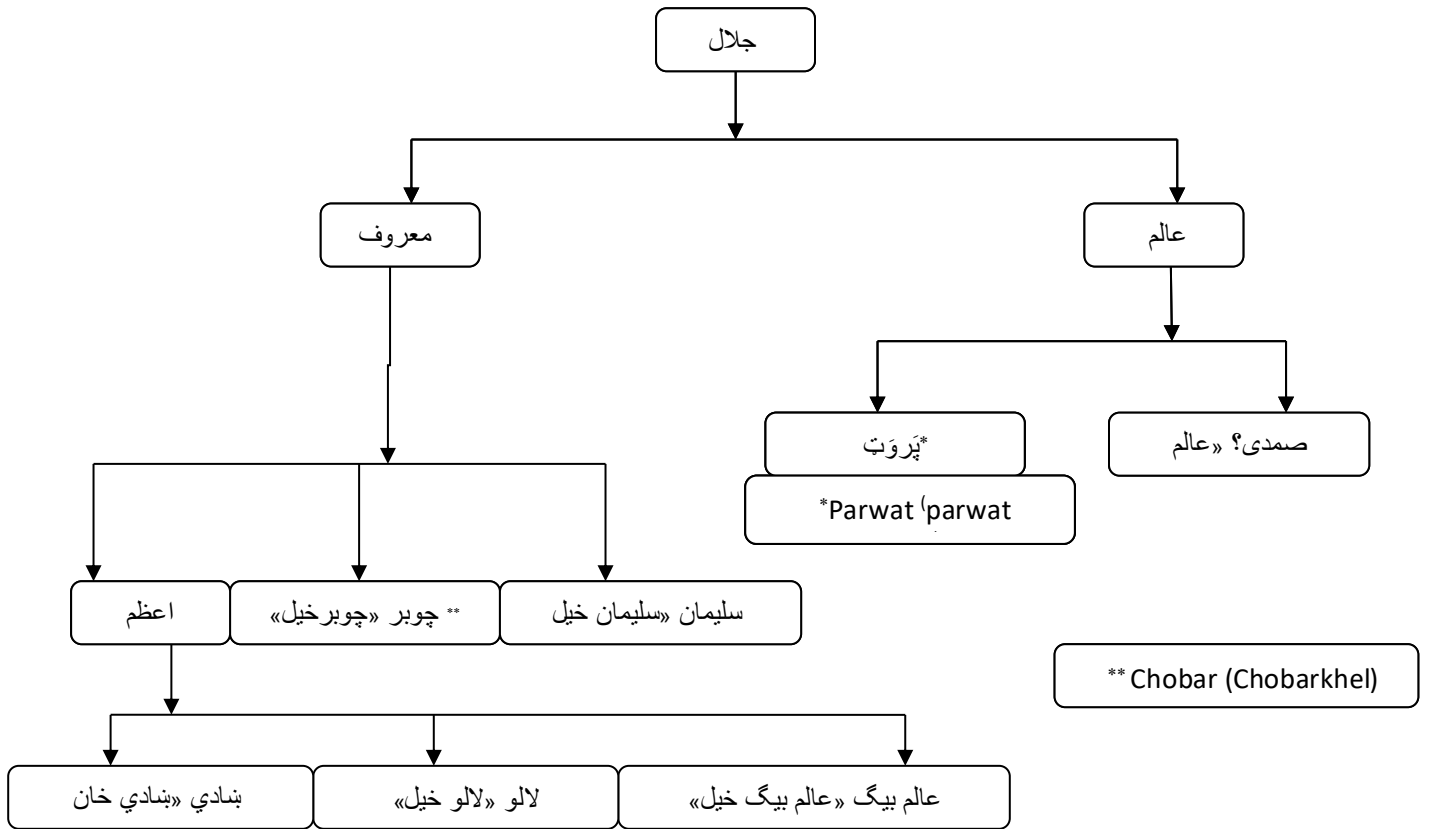 جلال
عالم
معروف
صمدی؟ «عالم
*پَروَټ
*Parwat (parwat
سلیمان «سلیمان خیل
** چوبر «چوبرخیل»
اعظم
** Chobar (Chobarkhel)
عالم بیگ «عالم بیگ خیل»
لالو «لالو خیل»
ښادي «ښادي خان